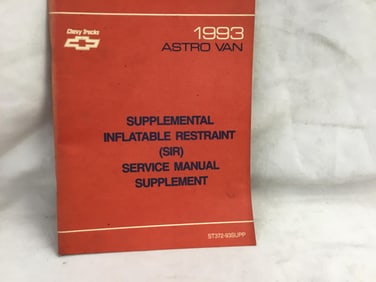 Chevy Trucks
1993
ASTRO VAN
SUPPLEMENTAL
INFLATABLE RESTRAINT
(SIR)
SERVICE MANUAL
SUPPLEMENT
ST372-93SUPP